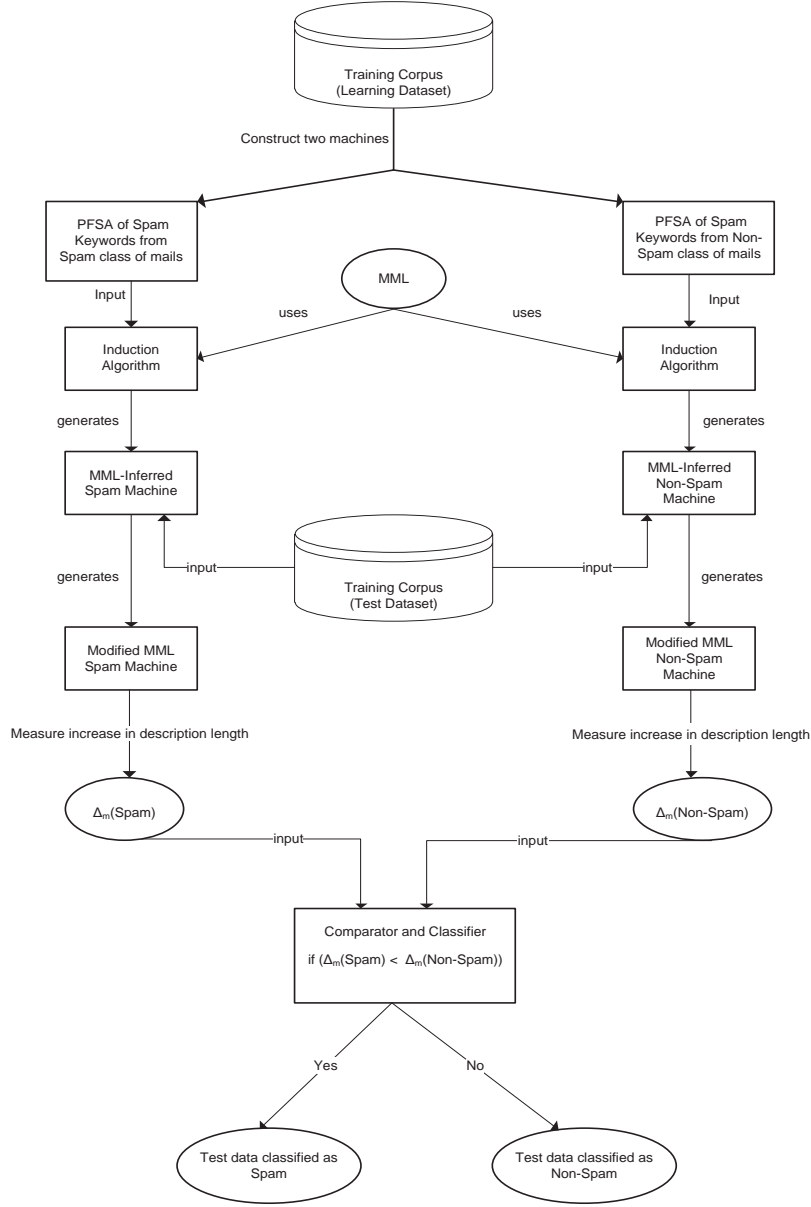 Training Corpus
(Learning Dataset)
Construct two machines
PFSA of Spam
Keywords from
Spam class of mails
PFSA of Spam
Keywords from Non-
Spam class of mails
MML
Input
Input
uses
uses
Induction
Algorithm
Induction
Algorithm
generates
generates
MML-Inferred
Spam Machine
MML-Inferred
Non-Spam
Machine
input
input
Training Corpus
(Test Dataset)
generates
generates
Modified MML
Spam Machine
Modified MML
Non-Spam
Machine
Measure increase in description length
Measure increase in description length
Δm(Spam)
Δm(Non-Spam)
input
input
Comparator and Classifier
if (Δm(Spam) < Δm(Non-Spam))
Yes
No
Test data classified as
Spam
Test data classified as
Non-Spam